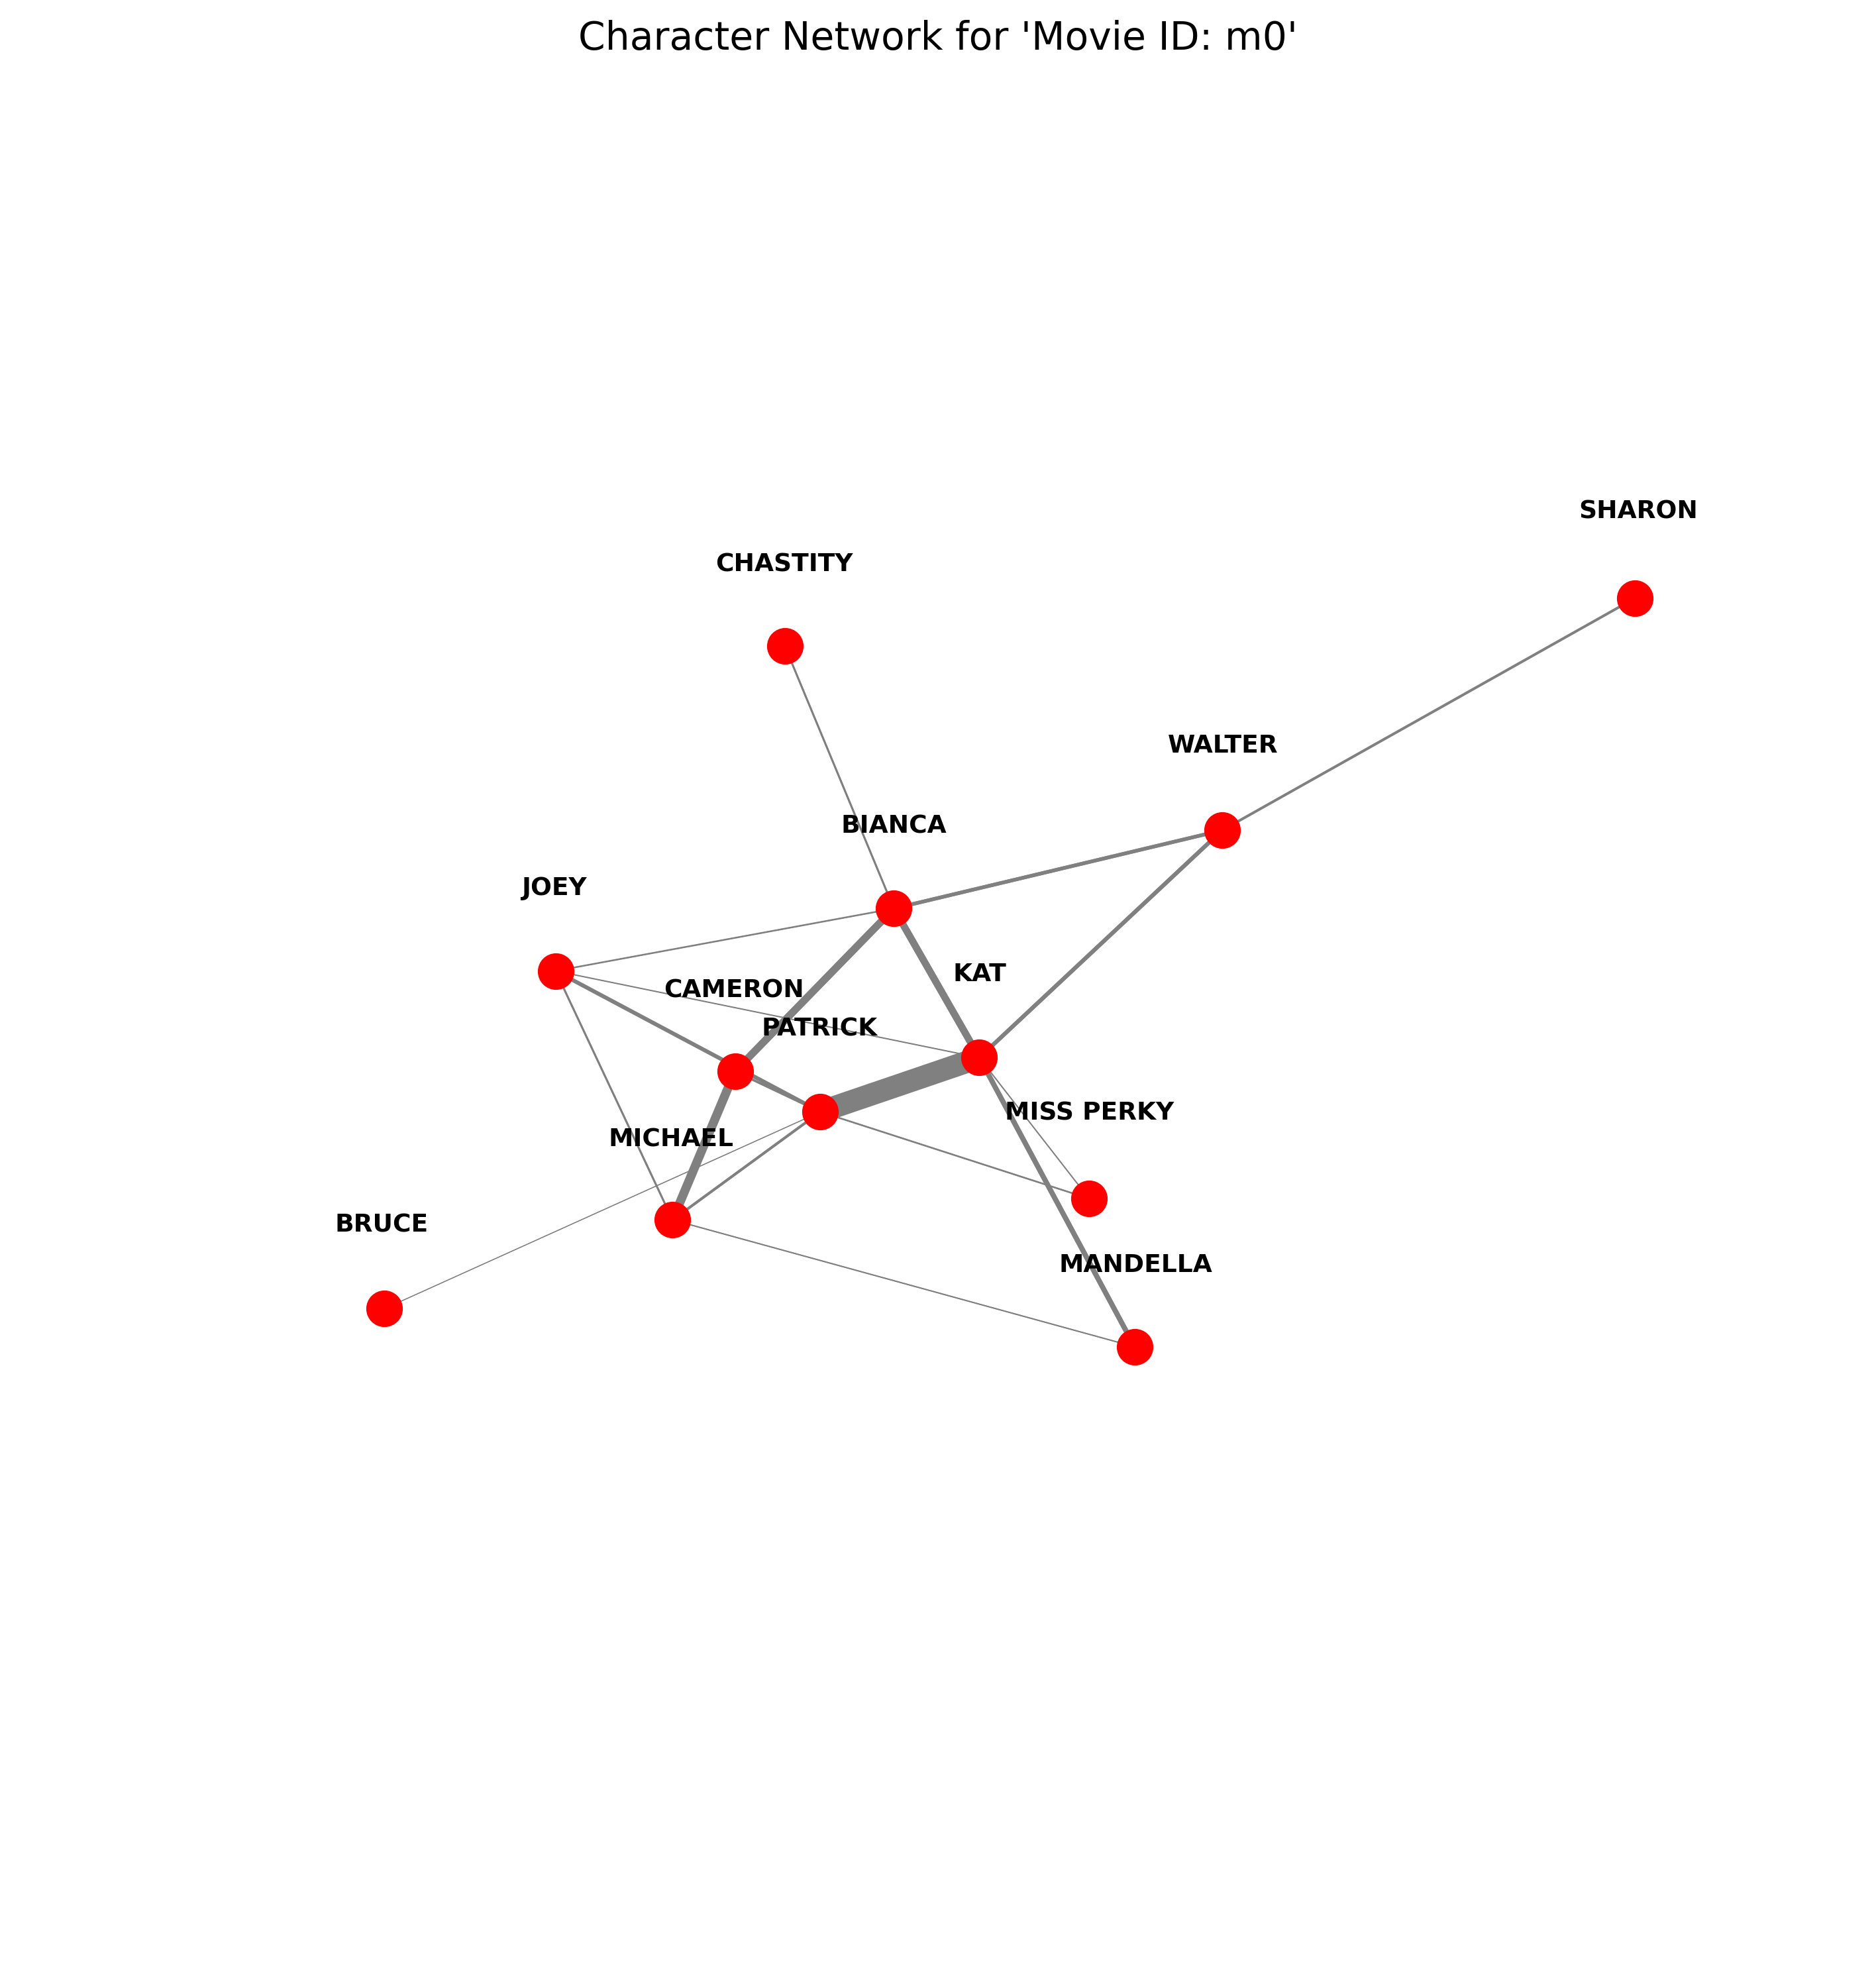 Character Network for 'Movie ID: m0'
SHARON
CHASTITY
WALTER
BIANCA
JOEY
KAT
CAMERON
PATRICK
MISS PERKY
MICHAEL
BRUCE
MANDELLA